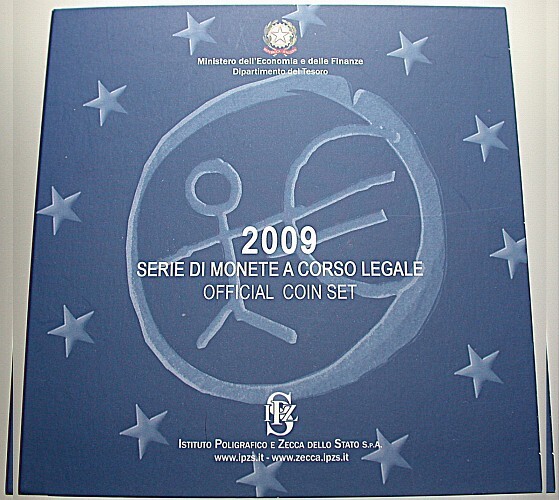 Ministero dell'Economia e delle Finanze
Dipartimento del Tesoro
2009
SERIE DI MONETE A CORSO LEGALE
OFFICIAL COIN SET
IPZS
ISTITUTO POLIGRAFICO E ZECCA DELLO STATO S.P.A.
www.ipzs.it - www.zecca.ipzs.it